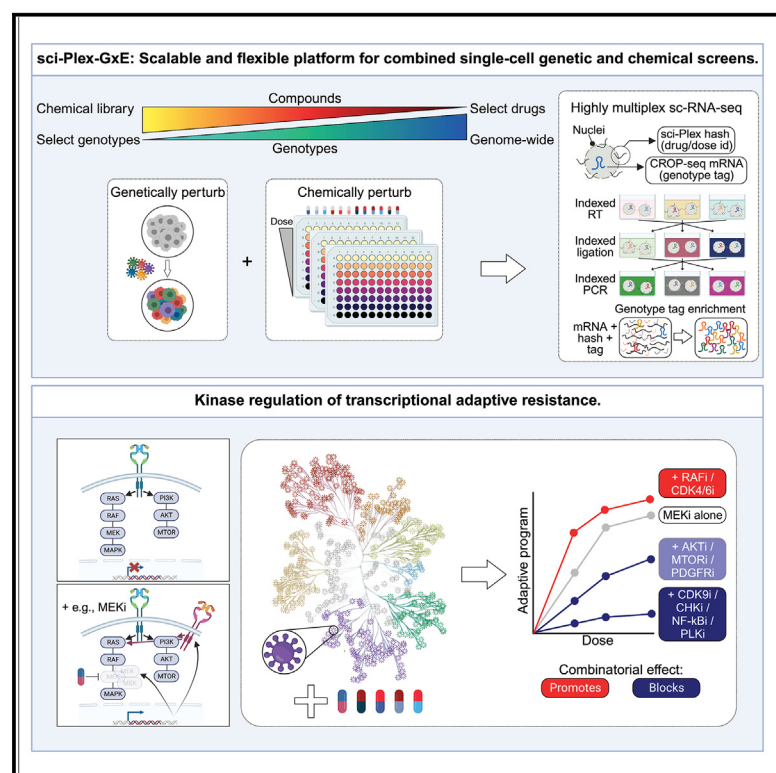 sci-Plex-GxE: Scalable and flexible platform for combined single-cell genetic and chemical screens.
Chemical library
Compounds
Select drugs
Select genotypes
Genotypes
Genome-wide
Genetically perturb
+
Chemically perturb
Dose
Highly multiplex sc-RNA-seq
Nuclei
sci-Plex hash
(drug/dose id)
CROP-seq mRNA
(genotype tag)
Indexed
RT
Indexed
ligation
Indexed
PCR
Genotype tag enrichment
mRNA +
hash +
tag
Kinase regulation of transcriptional adaptive resistance.
RAS
PI3K
RAF
AKT
MEK
MTOR
MAPK
+ e.g., MEKi
RAS
PI3K
RAF
AKT
MEK
MTOR
MAPK
Adaptive program
Dose
+ RAFi /
CDK4/6i
MEKi alone
+ AKTi /
MTORi /
PDGFRi
+ CDK9i /
CHKi /
NF-kBi /
PLKi
Combinatorial effect:
Promotes
Blocks